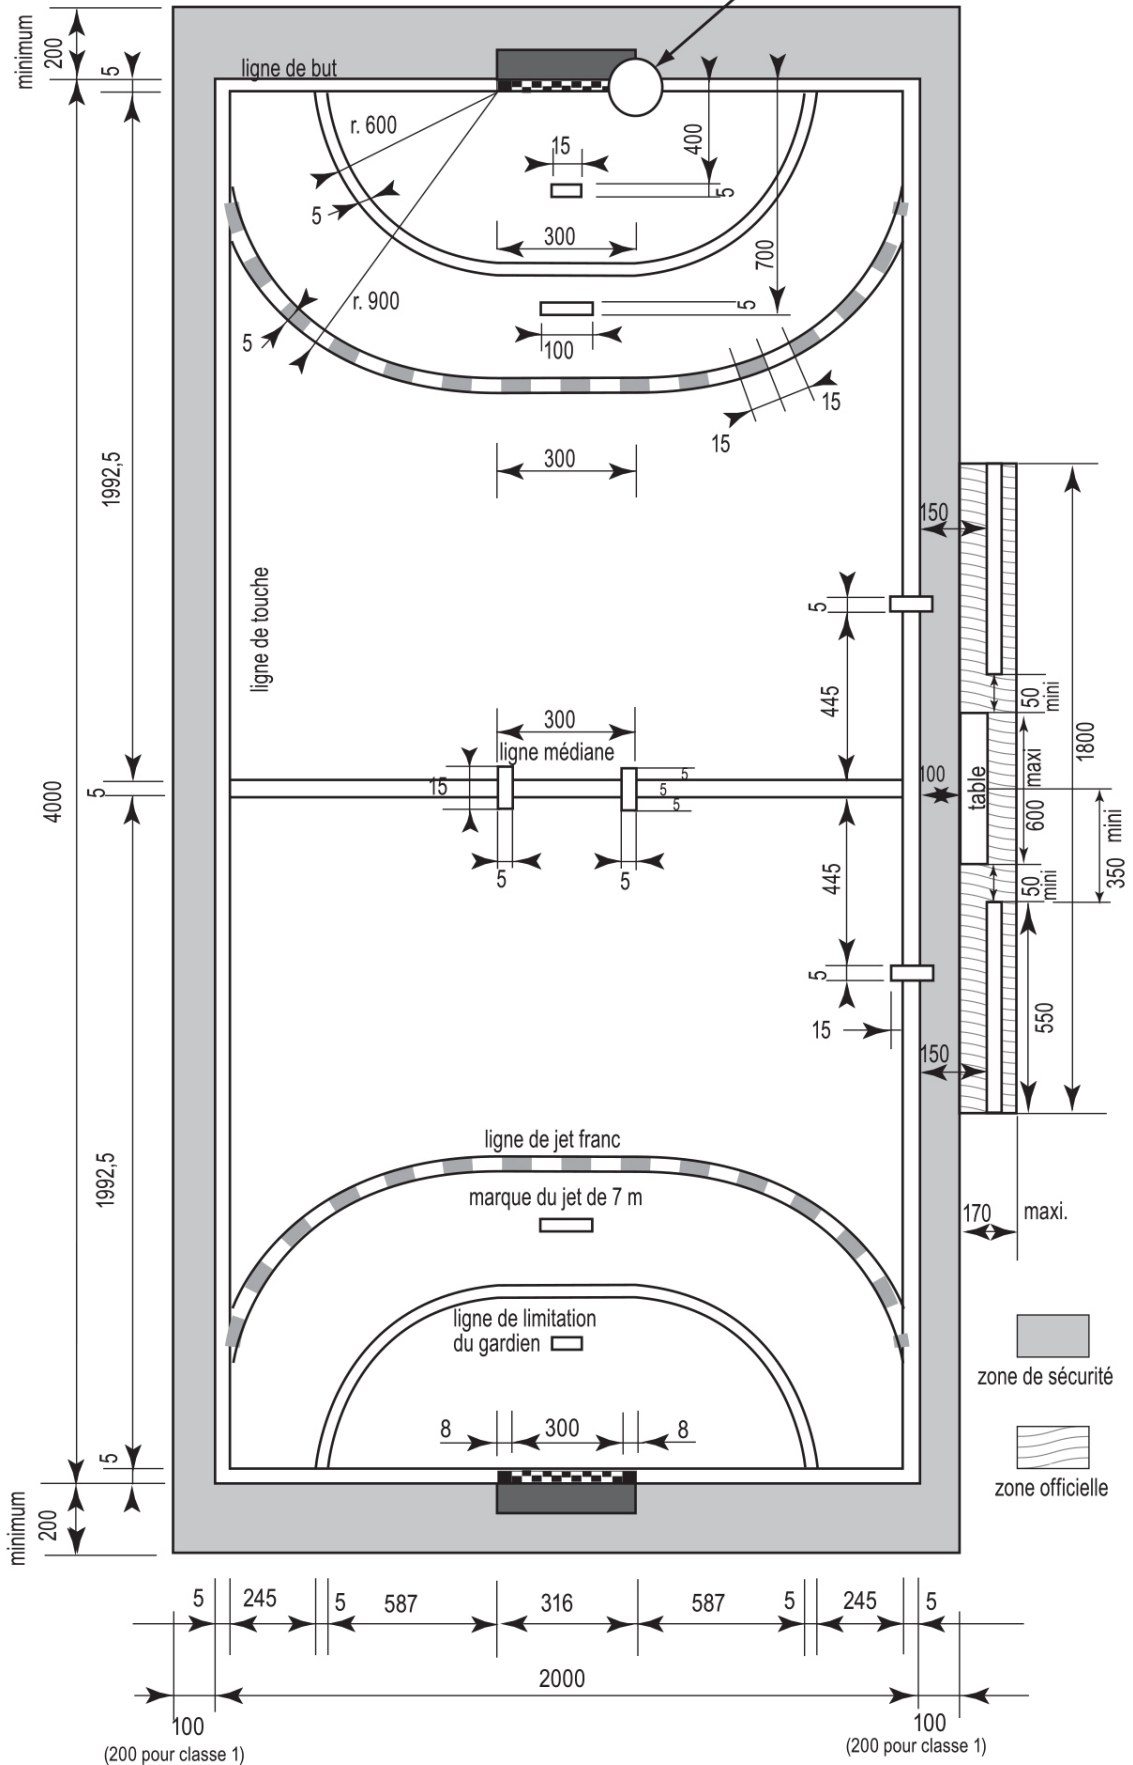 minimum
200
5
ligne de but
r. 600
15
400
5
5
300
700
r. 900
5
5
100
15
15
300
1992,5
150
ligne de touche
5
445
50
mini
300
ligne médiane
1800
4000
5
15
5
5
5
100
table
600
maxi
350
mini
5
5
445
50
mini
5
15
550
150
ligne de jet franc
1992,5
marque du jet de 7 m
170
maxi.
ligne de limitation
du gardien
zone de sécurité
8
300
8
5
zone officielle
minimum
200
5
245
5
587
316
587
5
245
5
2000
100
(200 pour classe 1)
100
(200 pour classe 1)